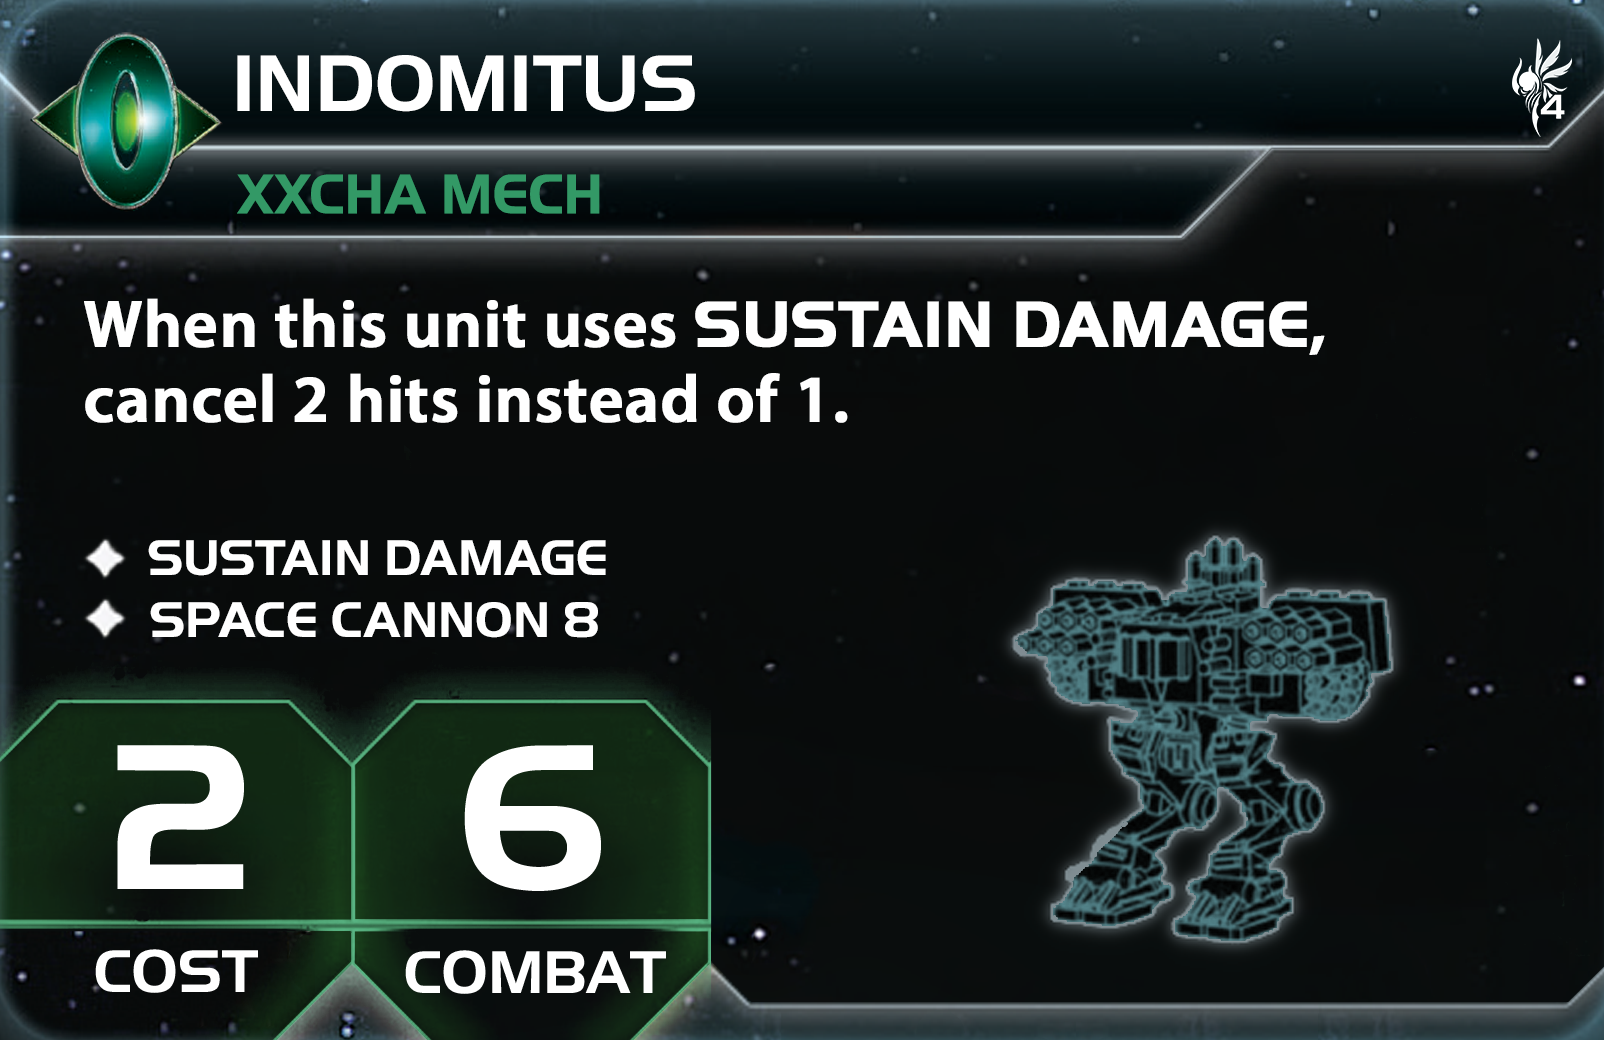 INDOMITUS
4
XXCHA MECH
When this unit uses SUSTAIN DAMAGE,
cancel 2 hits instead of 1.
SUSTAIN DAMAGE
SPACE CANNON 8
2
6
COST
COMBAT